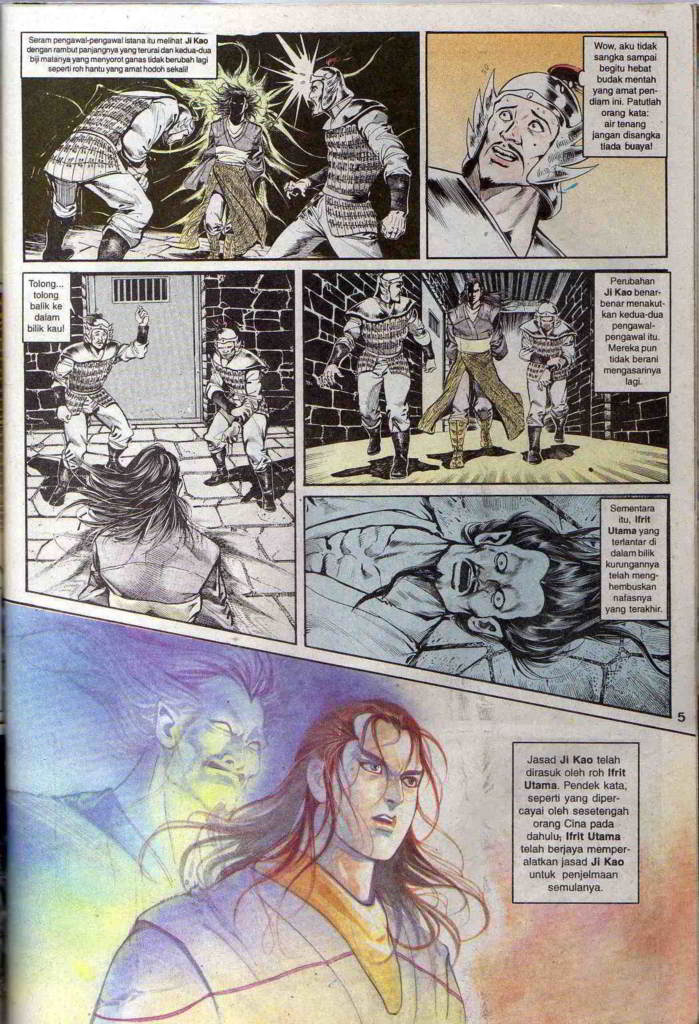 Seram pengawal-pengawal istana itu melihat Ji Kao
dengan rambut panjangnya yang terurai dan kedua-dua
biji matanya yang menyorot ganas tidak berubah lagi
seperti roh hantu yang amat hodoh sekali!
Wow, aku tidak
sangka sampai
begitu hebat
budak mentah
yang amat pen-
diam ini. Patutlah
orang kata:
air tenang
jangan disangka
tiada buaya!
Tolong...
tolong
balik ke
dalam
bilik kau!
Perubahan
Ji Kao benar-
benar menakut-
kan kedua-dua
pengawal-
pengawal itu.
Mereka pun
tidak berani
mengasarinya
lagi.
Sementara
itu, Ifrit
Utama yang
terlantar di
dalam bilik
kurungannya
telah meng-
hembuskan
nafasnya
yang terakhir.
5
Jasad Ji Kao telah
dirasuk oleh roh Ifrit
Utama. Pendek kata,
seperti yang diper-
cayai oleh sesetengah
orang Cina pada
dahulu, Ifrit Utama
telah berjaya memper-
alatkan jasad Ji Kao
untuk penjelmaan
semulanya.